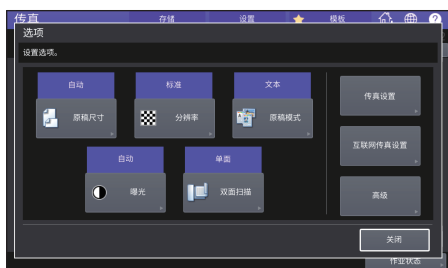 传真
存储 设置 模板
选项
设置选项。
自动 标准 文本
原稿尺寸 分辨率 原稿模式
传真设置
互联网传真设置
自动 单面
曝光 双面扫描
高级
关闭
作业状态